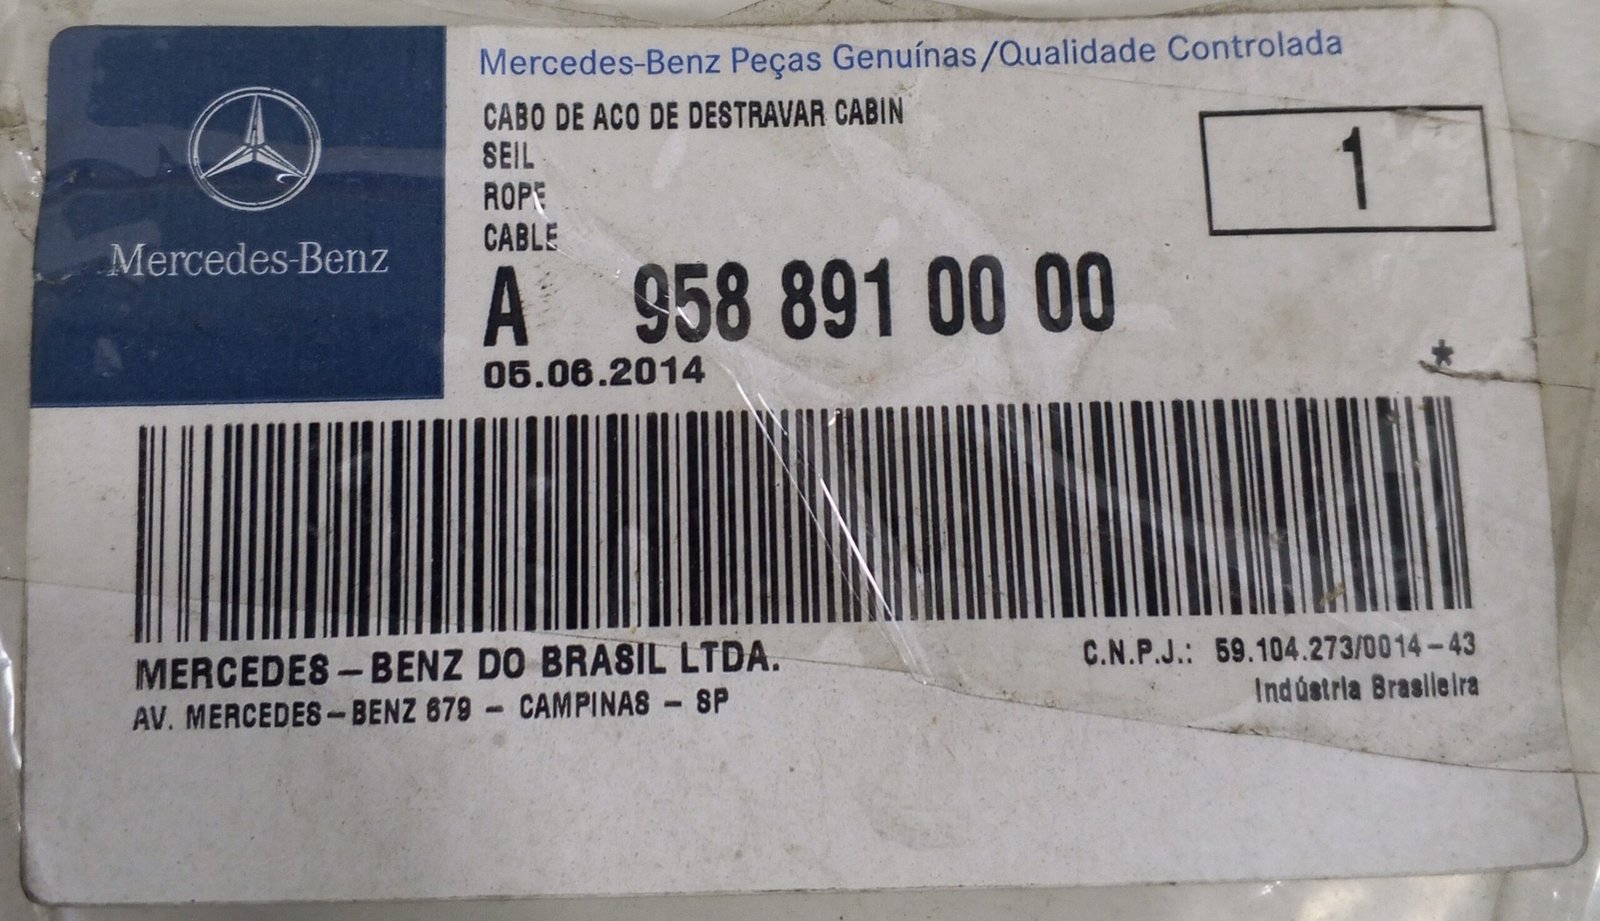 Mercedes-Benz
Mercedes-Benz Peças Genuínas/Qualidade Controlada
CABO DE ACO DE DESTRAVAR CABIN
SEIL
ROPE
CABLE
1
A 958 891 00 00
05.06.2014
*
MERCEDES-BENZ DO BRASIL LTDA.
AV. MERCEDES-BENZ 679 - CAMPINAS - SP
C.N.P.J.: 59.104.273/0014-43
Indústria Brasileira